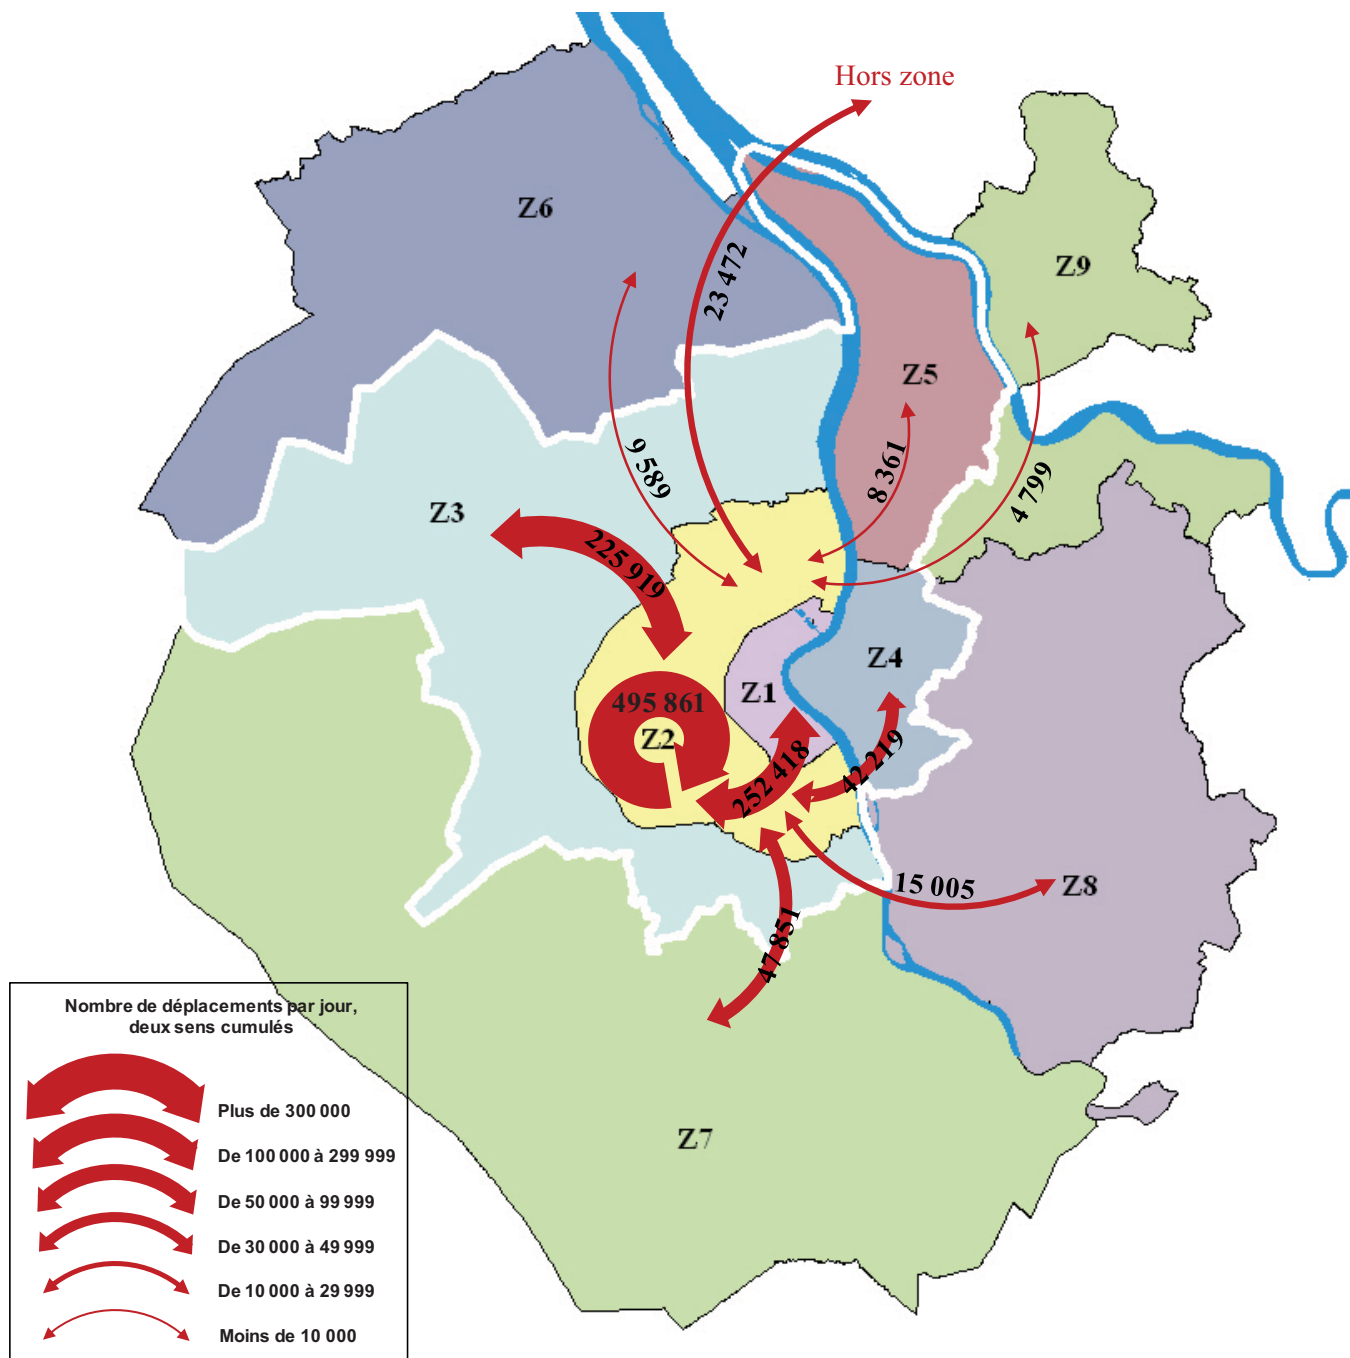 Hors zone
Z6
23 472
Z9
Z5
9 589
8 361
4 799
Z3
225 919
Z4
Z1
495 861
Z2
252 418
42 219
15 005
Z8
47 851
Z7
Nombre de déplacements par jour,
deux sens cumulés
Plus de 300 000
De 100 000 à 299 999
De 50 000 à 99 999
De 30 000 à 49 999
De 10 000 à 29 999
Moins de 10 000